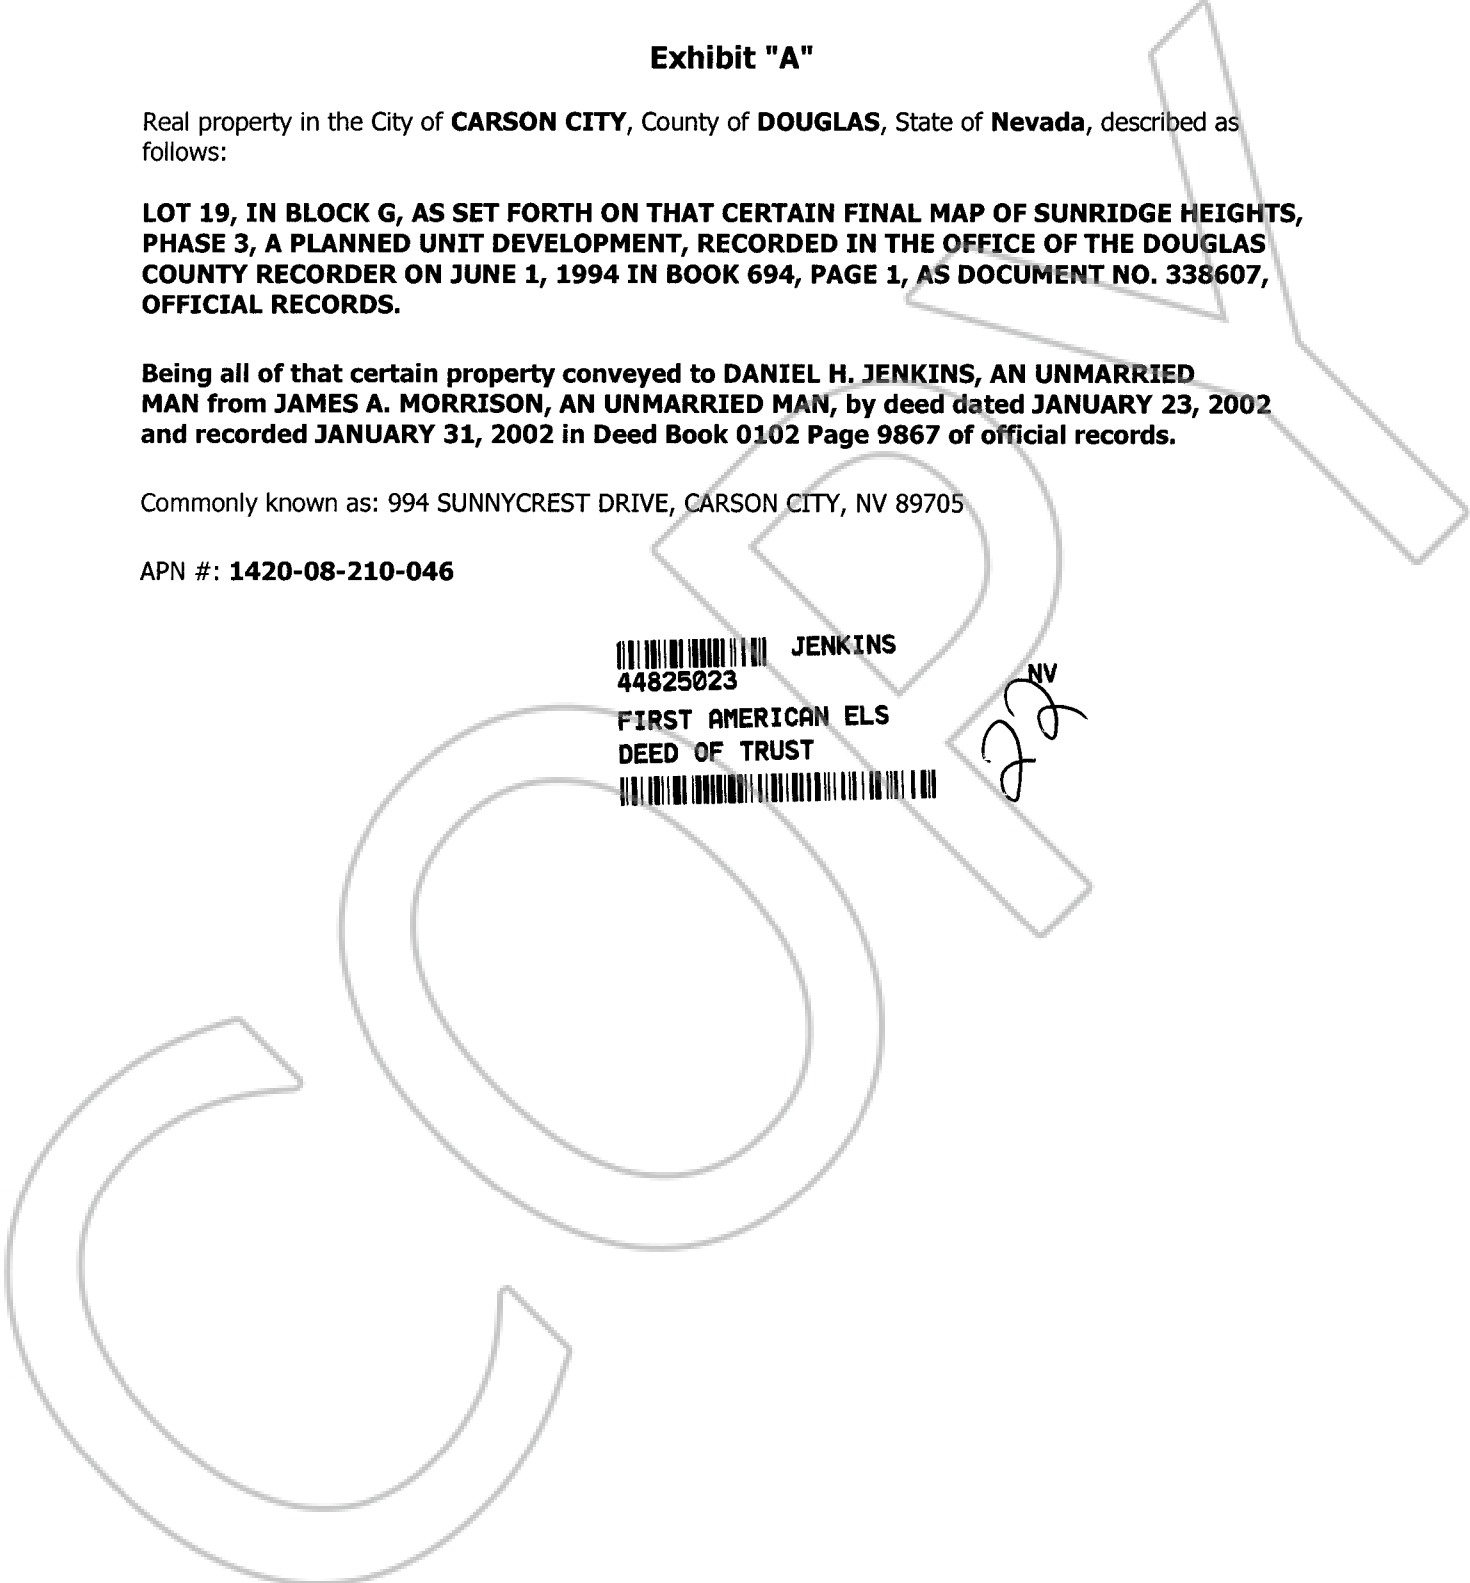 Exhibit "A"
Real property in the City of CARSON CITY, County of DOUGLAS, State of Nevada, described as
follows:
LOT 19, IN BLOCK G, AS SET FORTH ON THAT CERTAIN FINAL MAP OF SUNRIDGE HEIGHTS,
PHASE 3, A PLANNED UNIT DEVELOPMENT, RECORDED IN THE OFFICE OF THE DOUGLAS
COUNTY RECORDER ON JUNE 1, 1994 IN BOOK 694, PAGE 1, AS DOCUMENT NO. 338607,
OFFICIAL RECORDS.
Being all of that certain property conveyed to DANIEL H. JENKINS, AN UNMARRIED
MAN from JAMES A. MORRISON, AN UNMARRIED MAN, by deed dated JANUARY 23, 2002
and recorded JANUARY 31, 2002 in Deed Book 0102 Page 9867 of official records.
Commonly known as: 994 SUNNYCREST DRIVE, CARSON CITY, NV 89705
APN #: 1420-08-210-046
JENKINS
44825023
NV
FIRST AMERICAN ELS
DEED OF TRUST
COPY